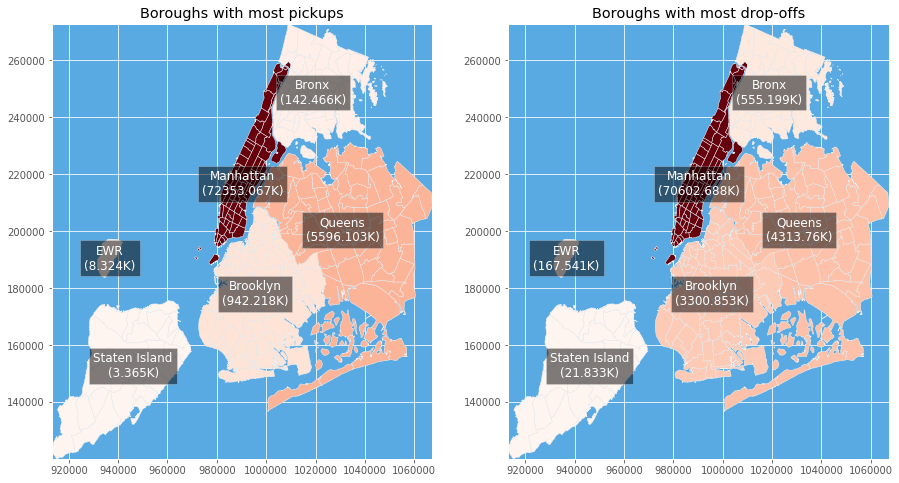 Boroughs with most pickups
260000
240000
220000
200000
180000
160000
140000
920000 940000 960000 980000 1000000 1020000 1040000 1060000
Bronx
(142.466K)
Manhattan
(72353.067K)
Queens
(5596.103K)
EWR
(8.324K)
Brooklyn
(942.218K)
Staten Island
(3.365K)
Boroughs with most drop-offs
260000
240000
220000
200000
180000
160000
140000
920000 940000 960000 980000 1000000 1020000 1040000 1060000
Bronx
(555.199K)
Manhattan
(70602.688K)
Queens
(4313.76K)
EWR
(167.541K)
Brooklyn
(3300.853K)
Staten Island
(21.833K)